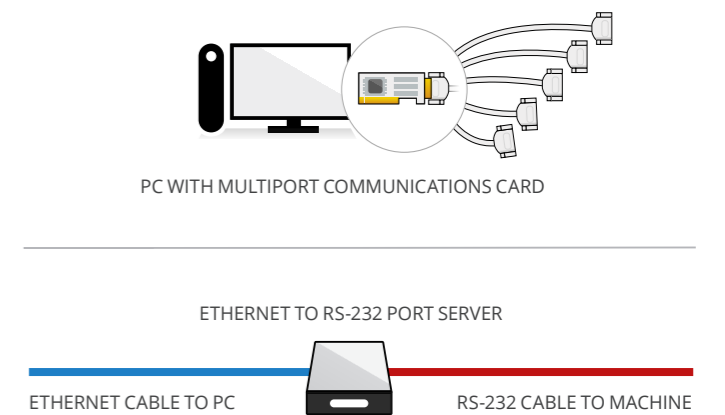 PC WITH MULTIPORT COMMUNICATIONS CARD
ETHERNET TO RS-232 PORT SERVER
ETHERNET CABLE TO PC
RS-232 CABLE TO MACHINE